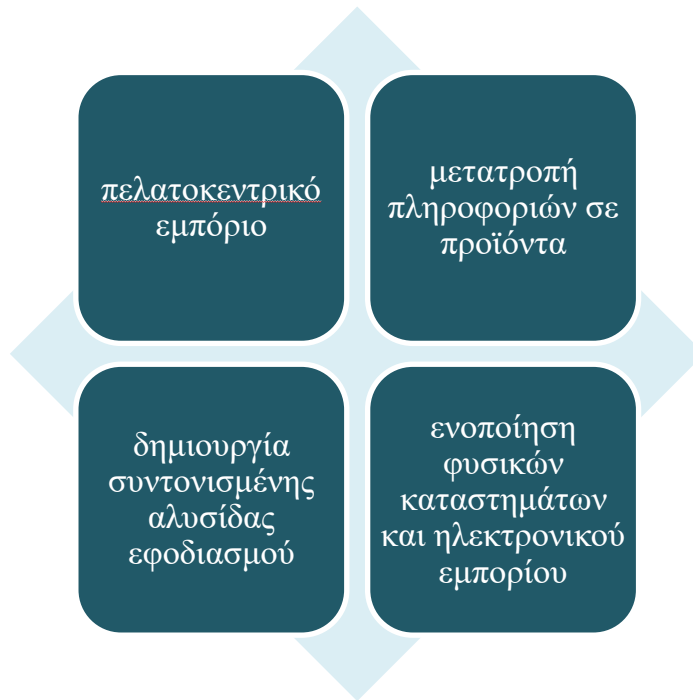 πελατοκεντρικό
εμπόριο
μετατροπή
πληροφοριών σε
προϊόντα
δημιουργία
συντονισμένης
αλυσίδας
εφοδιασμού
ενοποίηση
φυσικών
καταστημάτων
και ηλεκτρονικού
εμπορίου